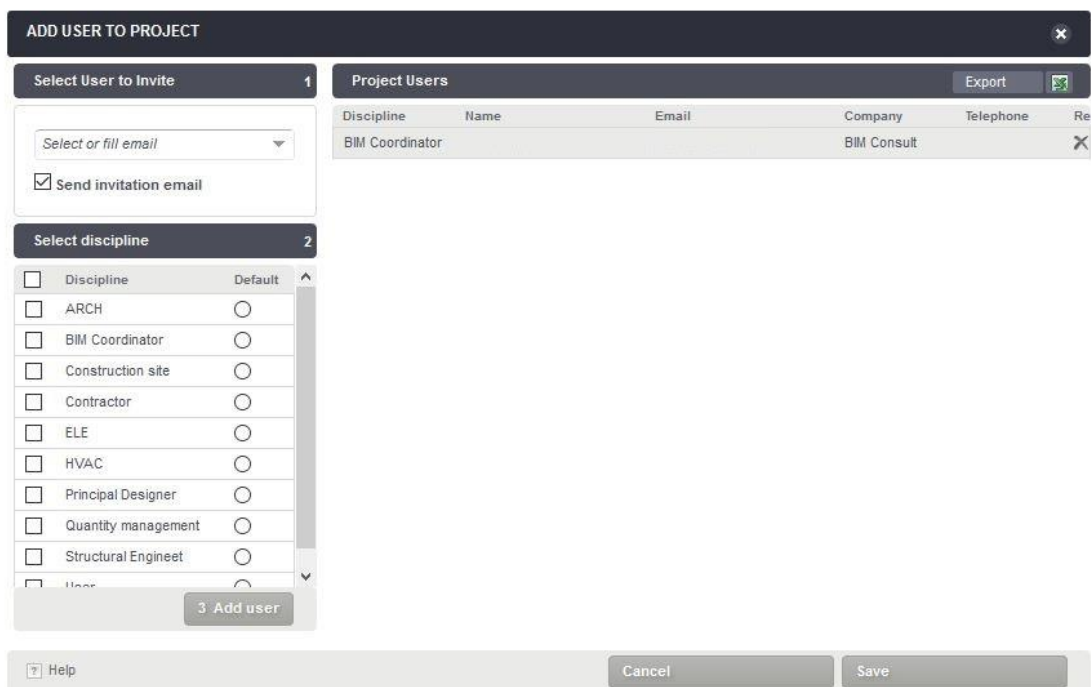 ADD USER TO PROJECT
Select User to Invite 1
Select or fill email
Send invitation email
Select discipline 2
Discipline Default
ARCH
BIM Coordinator
Construction site
Contractor
ELE
HVAC
Principal Designer
Quantity management
Structural Engineet
User
3 Add user
Project Users Export
Discipline Name Email Company Telephone Re
BIM Coordinator BIM Consult
? Help Cancel Save